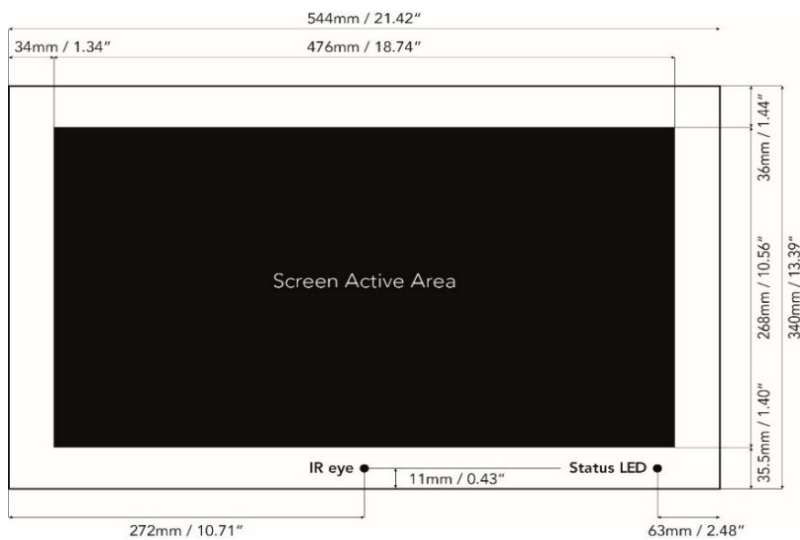 544mm / 21.42"
34mm / 1.34"
476mm / 18.74"
36mm / 1.44"
268mm / 10.56"
340mm / 13.39"
Screen Active Area
35.5mm / 1.40"
IR eye
Status LED
11mm / 0.43"
272mm / 10.71"
63mm / 2.48"